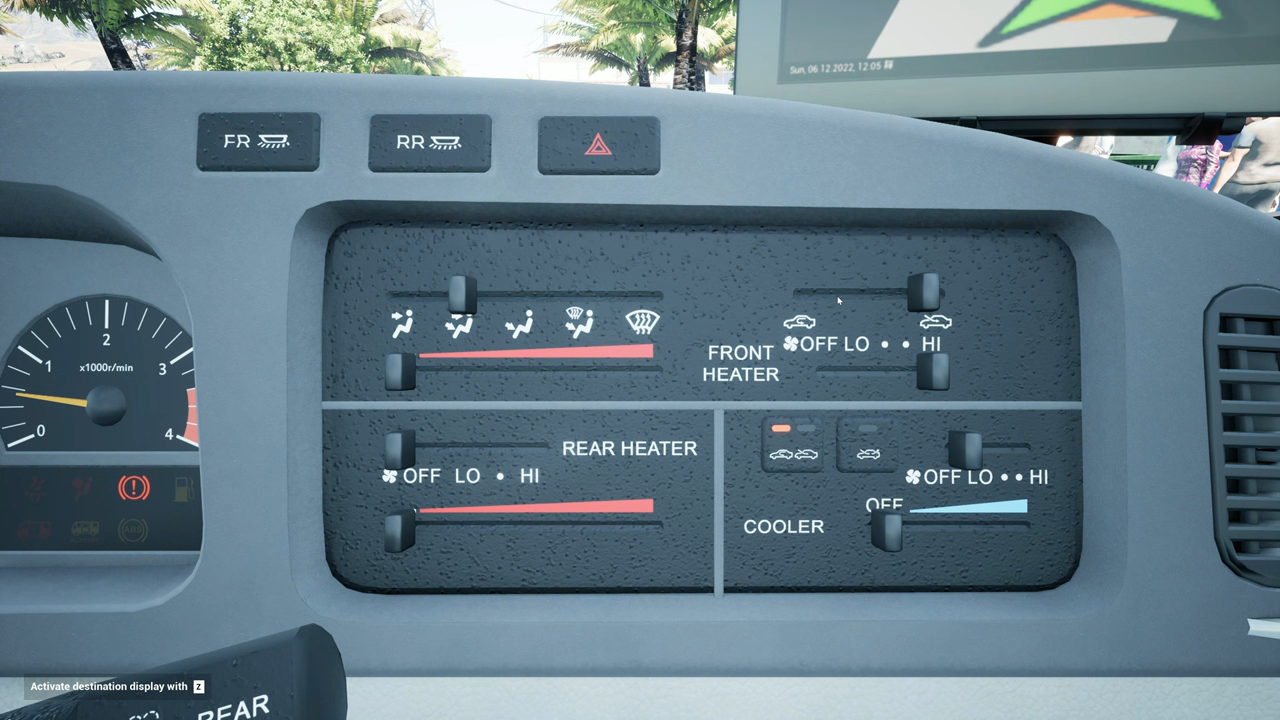 Sun, 06 12 2022, 12:05
FR
RR
OFF LO • • HI
FRONT
HEATER
1 2 3
x1000r/min
0 4
REAR HEATER
OFF LO • HI
OFF LO • • HI
OFF
COOLER
ABS
Activate destination display with Z
REAR